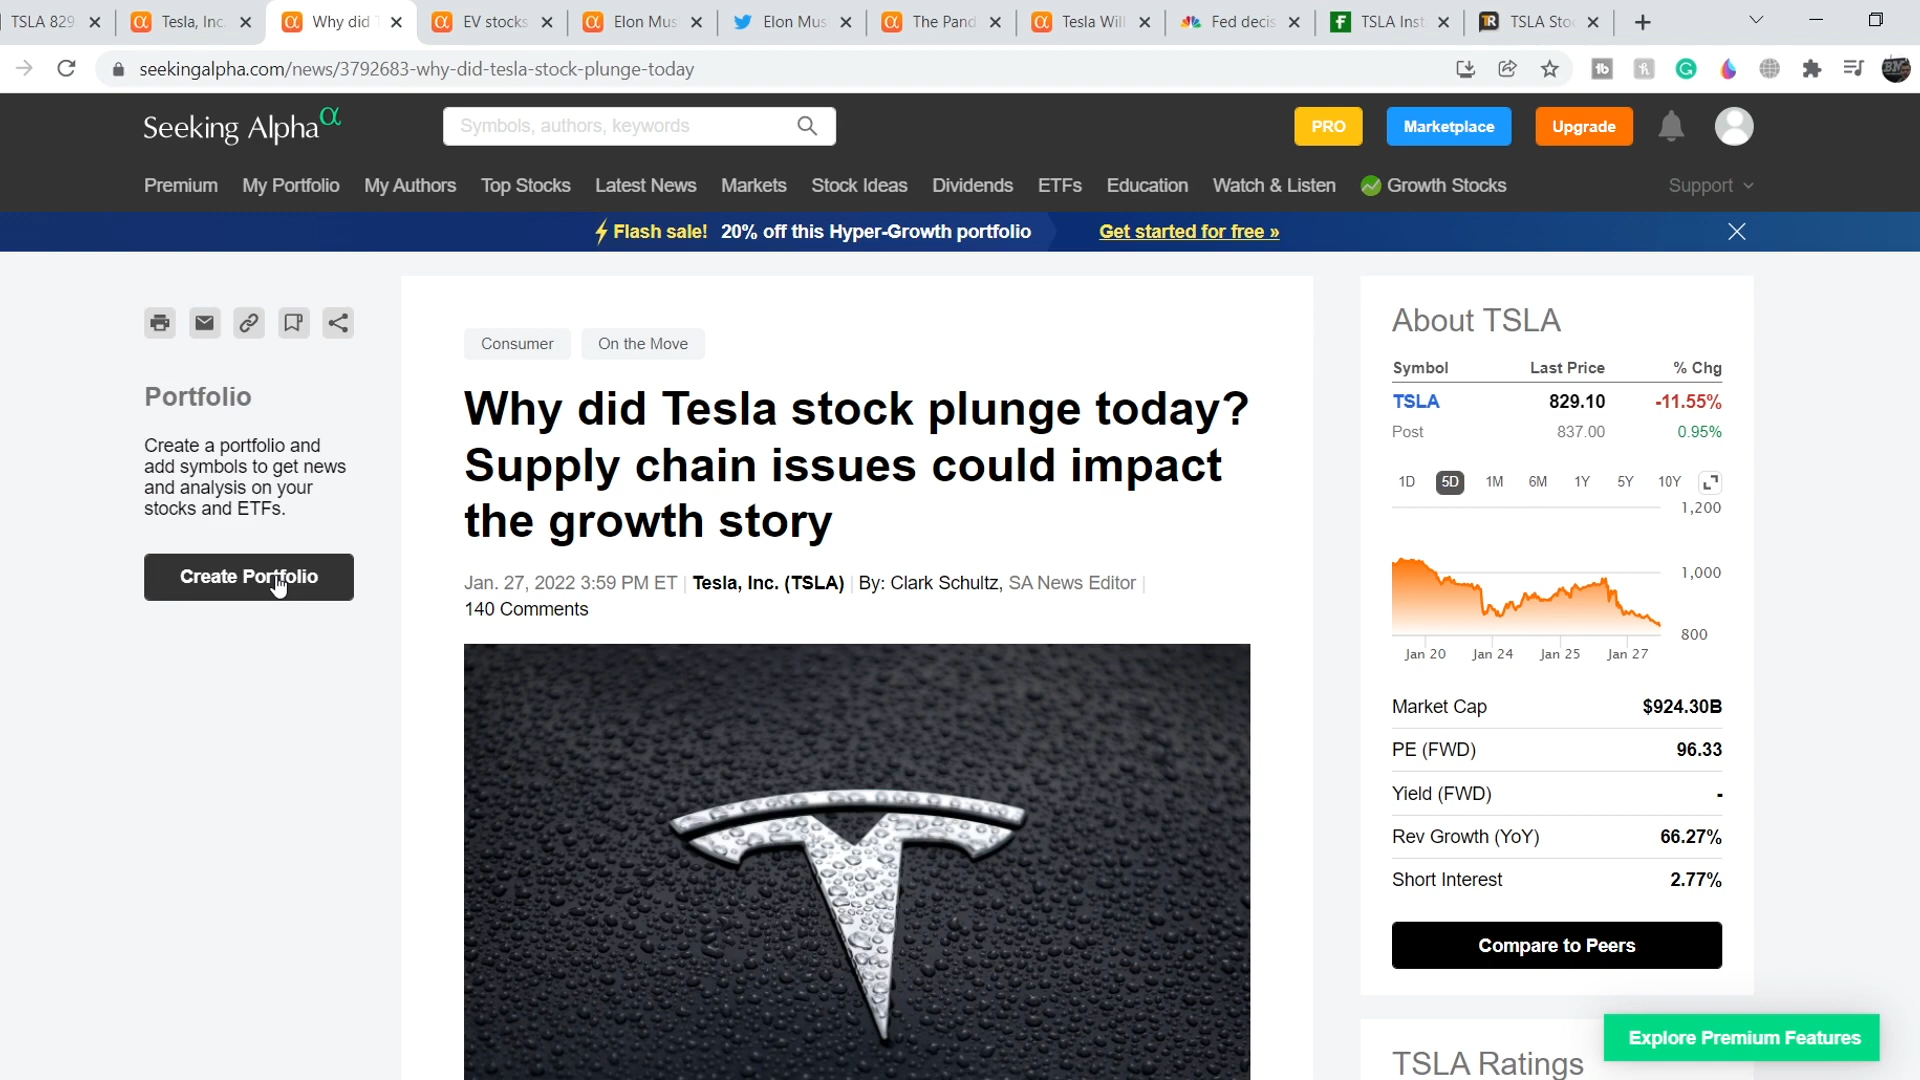 TSLA 829
Tesla, Inc.
Why did T
EV stocks
Elon Mus
Elon Mus
The Pand
Tesla Will
Fed decis
TSLA Inst
TSLA Stoc
seekingalpha.com/news/3792683-why-did-tesla-stock-plunge-today
Seeking Alpha α
Symbols, authors, keywords
PRO
Marketplace
Upgrade
Premium My Portfolio My Authors Top Stocks Latest News Markets Stock Ideas Dividends ETFs Education Watch & Listen Growth Stocks Support
Flash sale! 20% off this Hyper-Growth portfolio Get started for free »
Portfolio
Create a portfolio and
add symbols to get news
and analysis on your
stocks and ETFs.
Create Portfolio
Consumer On the Move
Why did Tesla stock plunge today?
Supply chain issues could impact
the growth story
Jan. 27, 2022 3:59 PM ET Tesla, Inc. (TSLA) By: Clark Schultz, SA News Editor
140 Comments
About TSLA
Symbol Last Price % Chg
TSLA 829.10 -11.55%
Post 837.00 0.95%
1D 5D 1M 6M 1Y 5Y 10Y
1,200
1,000
800
Jan 20 Jan 24 Jan 25 Jan 27
Market Cap $924.30B
PE (FWD) 96.33
Yield (FWD) -
Rev Growth (YoY) 66.27%
Short Interest 2.77%
Compare to Peers
Explore Premium Features
TSLA Ratings